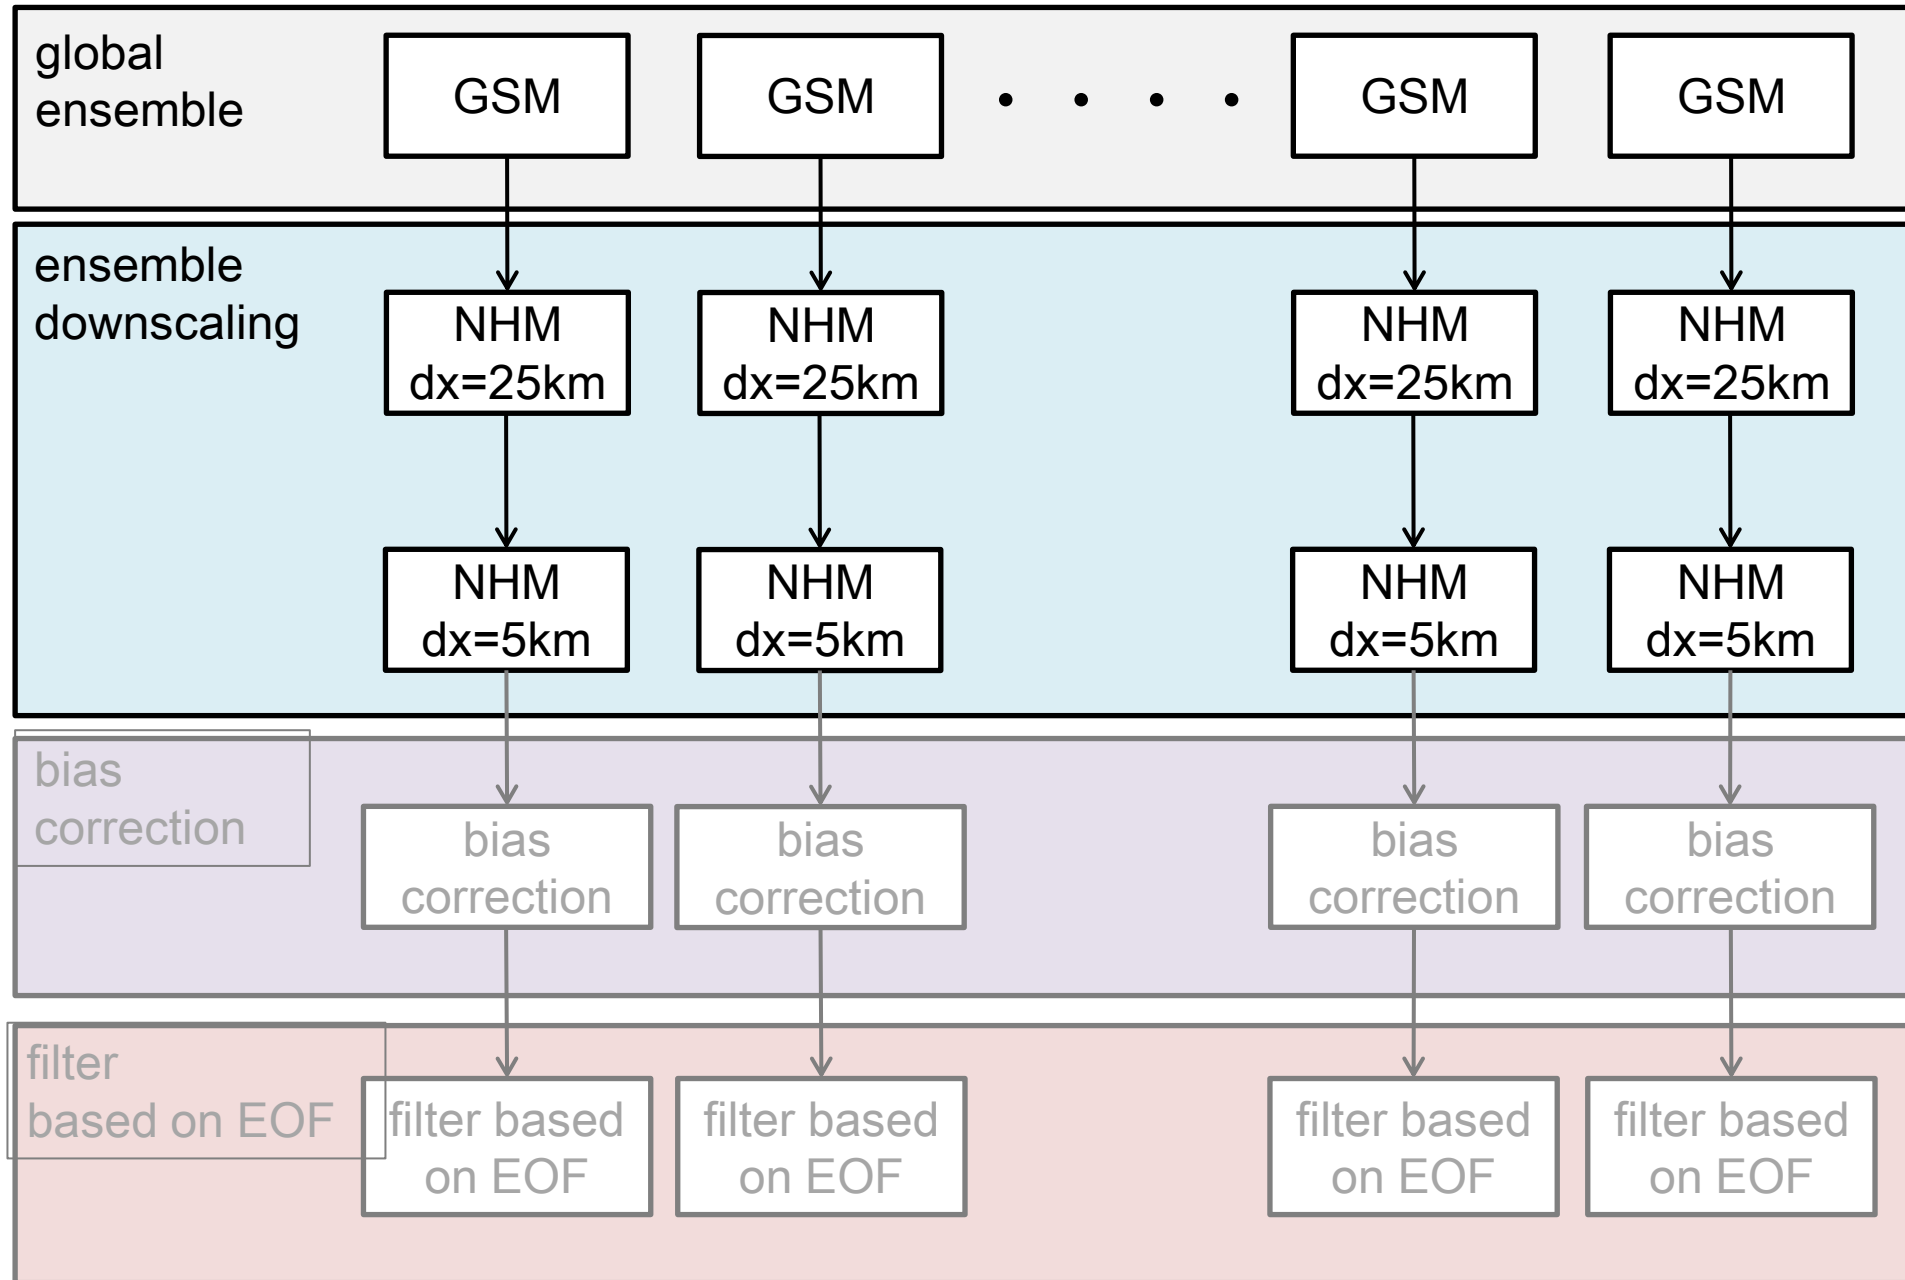 global
ensemble
GSM
GSM
• • • •
GSM
GSM
ensemble
downscaling
NHM
dx=25km
NHM
dx=25km
NHM
dx=25km
NHM
dx=25km
NHM
dx=5km
NHM
dx=5km
NHM
dx=5km
NHM
dx=5km
bias
correction
bias
correction
bias
correction
bias
correction
bias
correction
filter
based on EOF
filter based
on EOF
filter based
on EOF
filter based
on EOF
filter based
on EOF